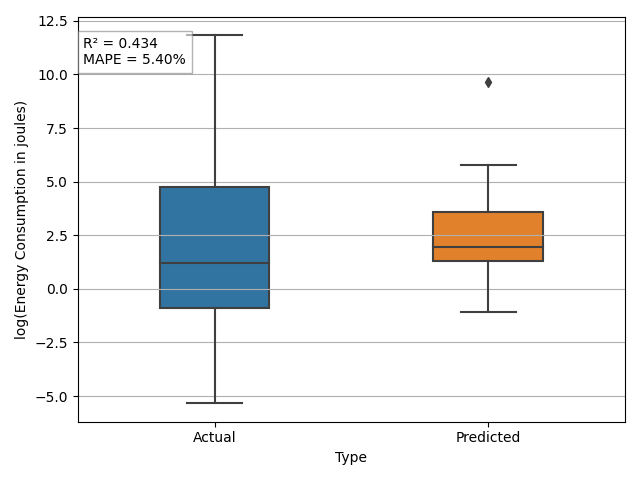 12.5
10.0
7.5
5.0
2.5
0.0
−2.5
−5.0
log(Energy Consumption in joules)
R² = 0.434
MAPE = 5.40%
Actual
Predicted
Type